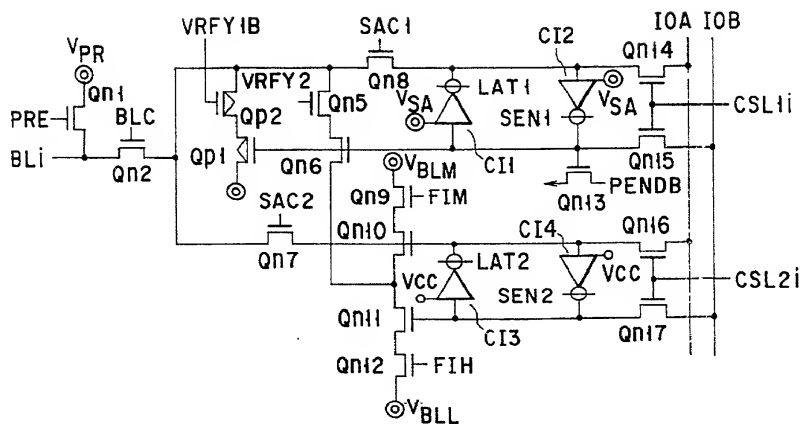 VRFY1B
SAC1
IOA IOB
VPR
CI2
Qn14
VRFY2
Qn8
LAT1
VSA
Qn1
Qp2
Qn5
VSA
SEN1
CSL1i
PRE
BLC
BLi
Qn2
Qp1
Qn6
CI1
Qn15
VBLM
Qn9
FIM
Qn13
PENDB
SAC2
Qn10
CI4
Qn16
Qn7
LAT2
VCC
VCC
CSL2i
SEN2
Qn11
CI3
Qn17
Qn12
FIH
VBLL